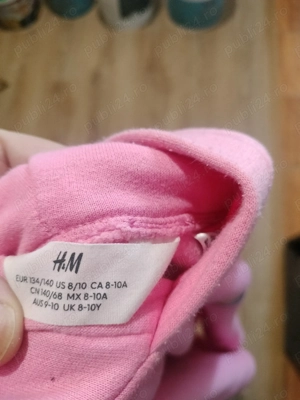 H&M
EUR 134/140 US 8/10 CA 8-10A
CN 140/68 MX 8-10A
AUS 9-10 UK 8-10Y